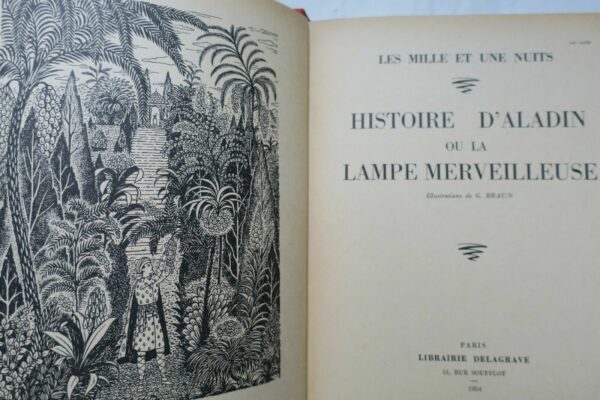 LES MILLE ET UNE NUITS
HISTOIRE D'ALADIN
OU LA
LAMPE MERVEILLEUSE
Illustrations de G. BRAUN
PARIS
LIBRAIRIE DELAGRAVE
15, RUE SOUFFLOT
1954